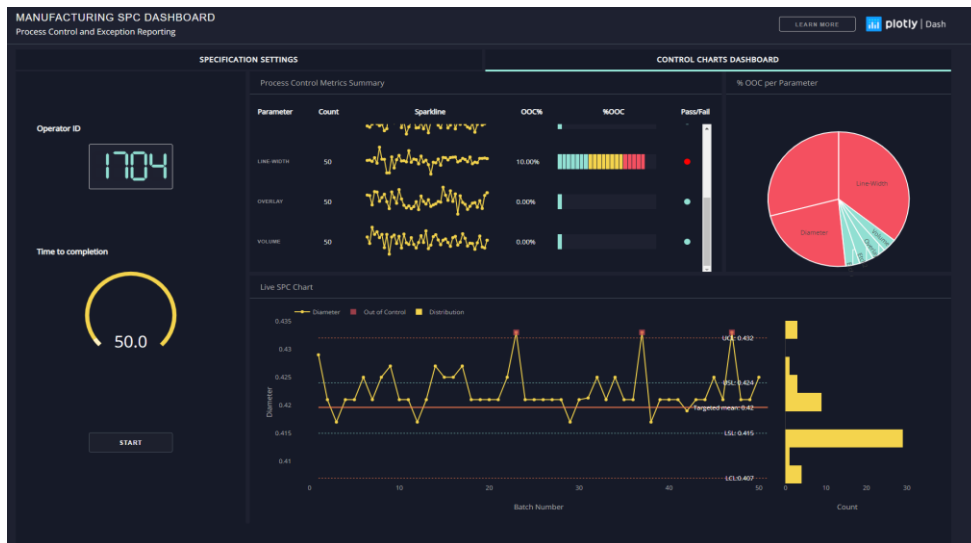 MANUFACTURING SPC DASHBOARD
Process Control and Exception Reporting
LEARN MORE
plotly | Dash
SPECIFICATION SETTINGS
CONTROL CHARTS DASHBOARD
Operator ID
1704
Time to completion
50.0
START
Process Control Metrics Summary
Parameter Count Sparkline OOC% %OOC Pass/Fail
LINE-WIDTH 50 10.00%
OVERLAY 50 0.00%
VOLUME 50 0.00%
% OOC per Parameter
Line-Width
Diameter
Volume
Live SPC Chart
Diameter Out of Control Distribution
0.435
0.43
0.425
0.42
0.415
0.41
Diameter
UCL: 0.432
USL: 0.424
Targeted mean: 0.42
LSL: 0.415
LCL: 0.407
0 10 20 30 40 50
Batch Number
0 10 20 30
Count